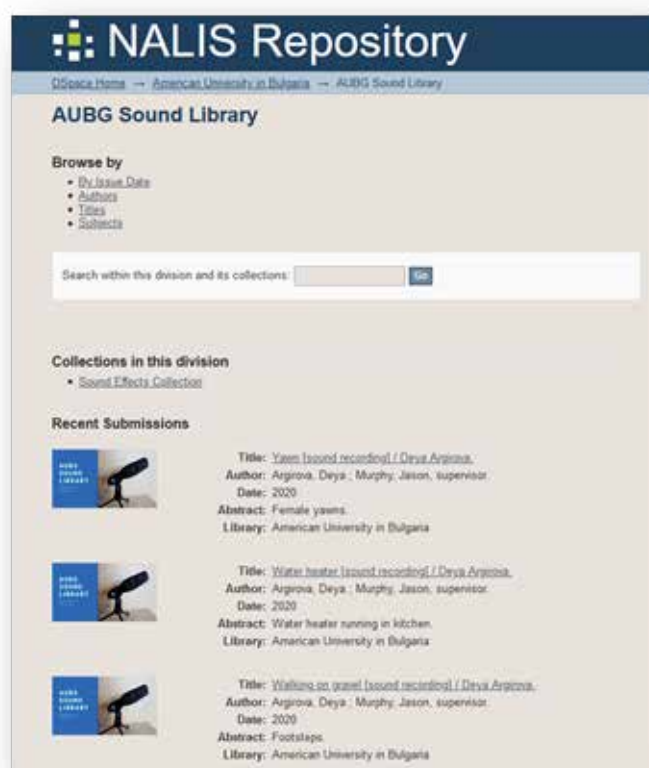 NALIS Repository
DSpace Home → American University in Bulgaria → AUBG Sound Library
AUBG Sound Library
Browse by
• By Issue Date
• Authors
• Titles
• Subjects
Search within this division and its collections: Go
Collections in this division
• Sound Effects Collection
Recent Submissions
AUBG
SOUND
LIBRARY
Title: Yawn [sound recording] / Deya Argirova.
Author: Argirova, Deya ; Murphy, Jason, supervisor.
Date: 2020
Abstract: Female yawns.
Library: American University in Bulgaria
AUBG
SOUND
LIBRARY
Title: Water heater [sound recording] / Deya Argirova.
Author: Argirova, Deya ; Murphy, Jason, supervisor.
Date: 2020
Abstract: Water heater running in kitchen.
Library: American University in Bulgaria
AUBG
SOUND
LIBRARY
Title: Walking on gravel [sound recording] / Deya Argirova.
Author: Argirova, Deya ; Murphy, Jason, supervisor.
Date: 2020
Abstract: Footsteps.
Library: American University in Bulgaria